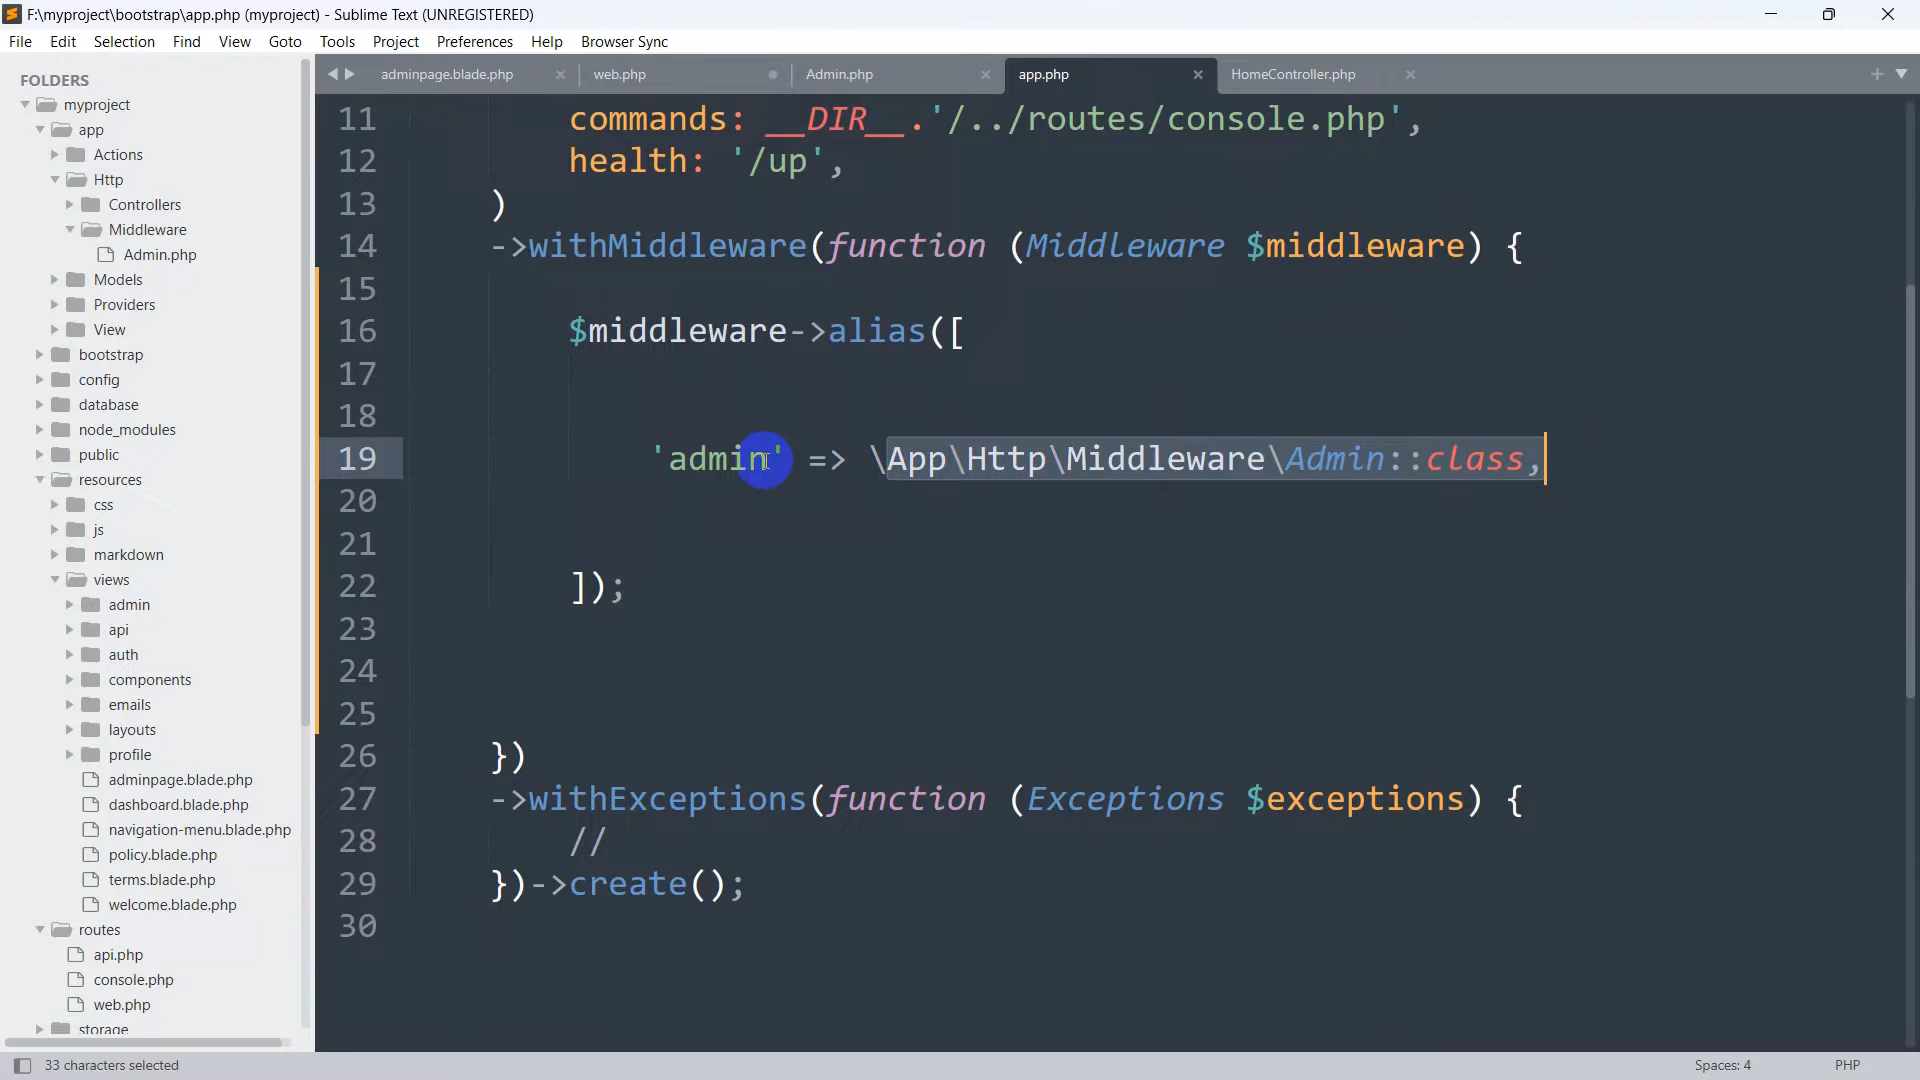 F:\myproject\bootstrap\app.php (myproject) - Sublime Text (UNREGISTERED)
File Edit Selection Find View Goto Tools Project Preferences Help Browser Sync
FOLDERS
myproject
app
Actions
Http
Controllers
Middleware
Admin.php
Models
Providers
View
bootstrap
config
database
node_modules
public
resources
css
js
markdown
views
admin
api
auth
components
emails
layouts
profile
adminpage.blade.php
dashboard.blade.php
navigation-menu.blade.php
policy.blade.php
terms.blade.php
welcome.blade.php
routes
api.php
console.php
web.php
storage
adminpage.blade.php web.php Admin.php app.php HomeController.php
11 commands: __DIR__.'/../routes/console.php',
12 health: '/up',
13 )
14 ->withMiddleware(function (Middleware $middleware) {
15
16 $middleware->alias([
17
18
19 'admin' => \App\Http\Middleware\Admin::class,
20
21
22 ]);
23
24
25
26 })
27 ->withExceptions(function (Exceptions $exceptions) {
28 //
29 })->create();
30
33 characters selected Spaces: 4 PHP